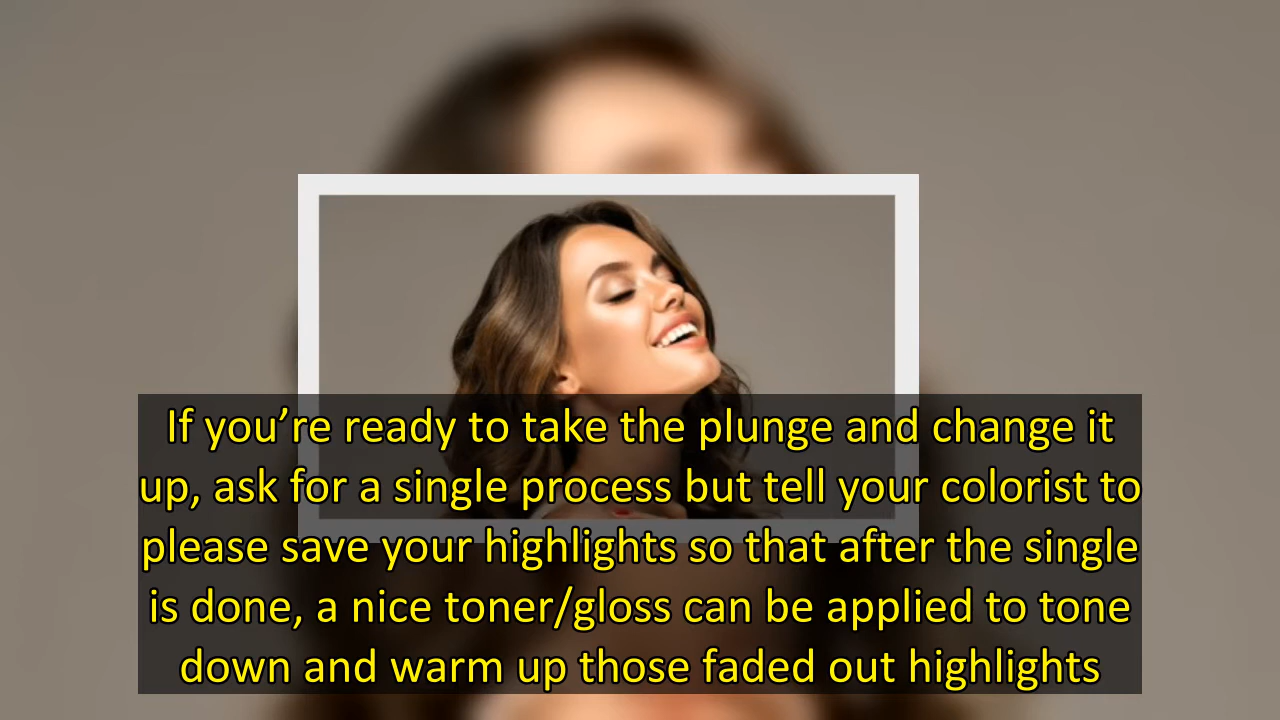 If you’re ready to take the plunge and change it
up, ask for a single process but tell your colorist to
please save your highlights so that after the single
is done, a nice toner/gloss can be applied to tone
down and warm up those faded out highlights